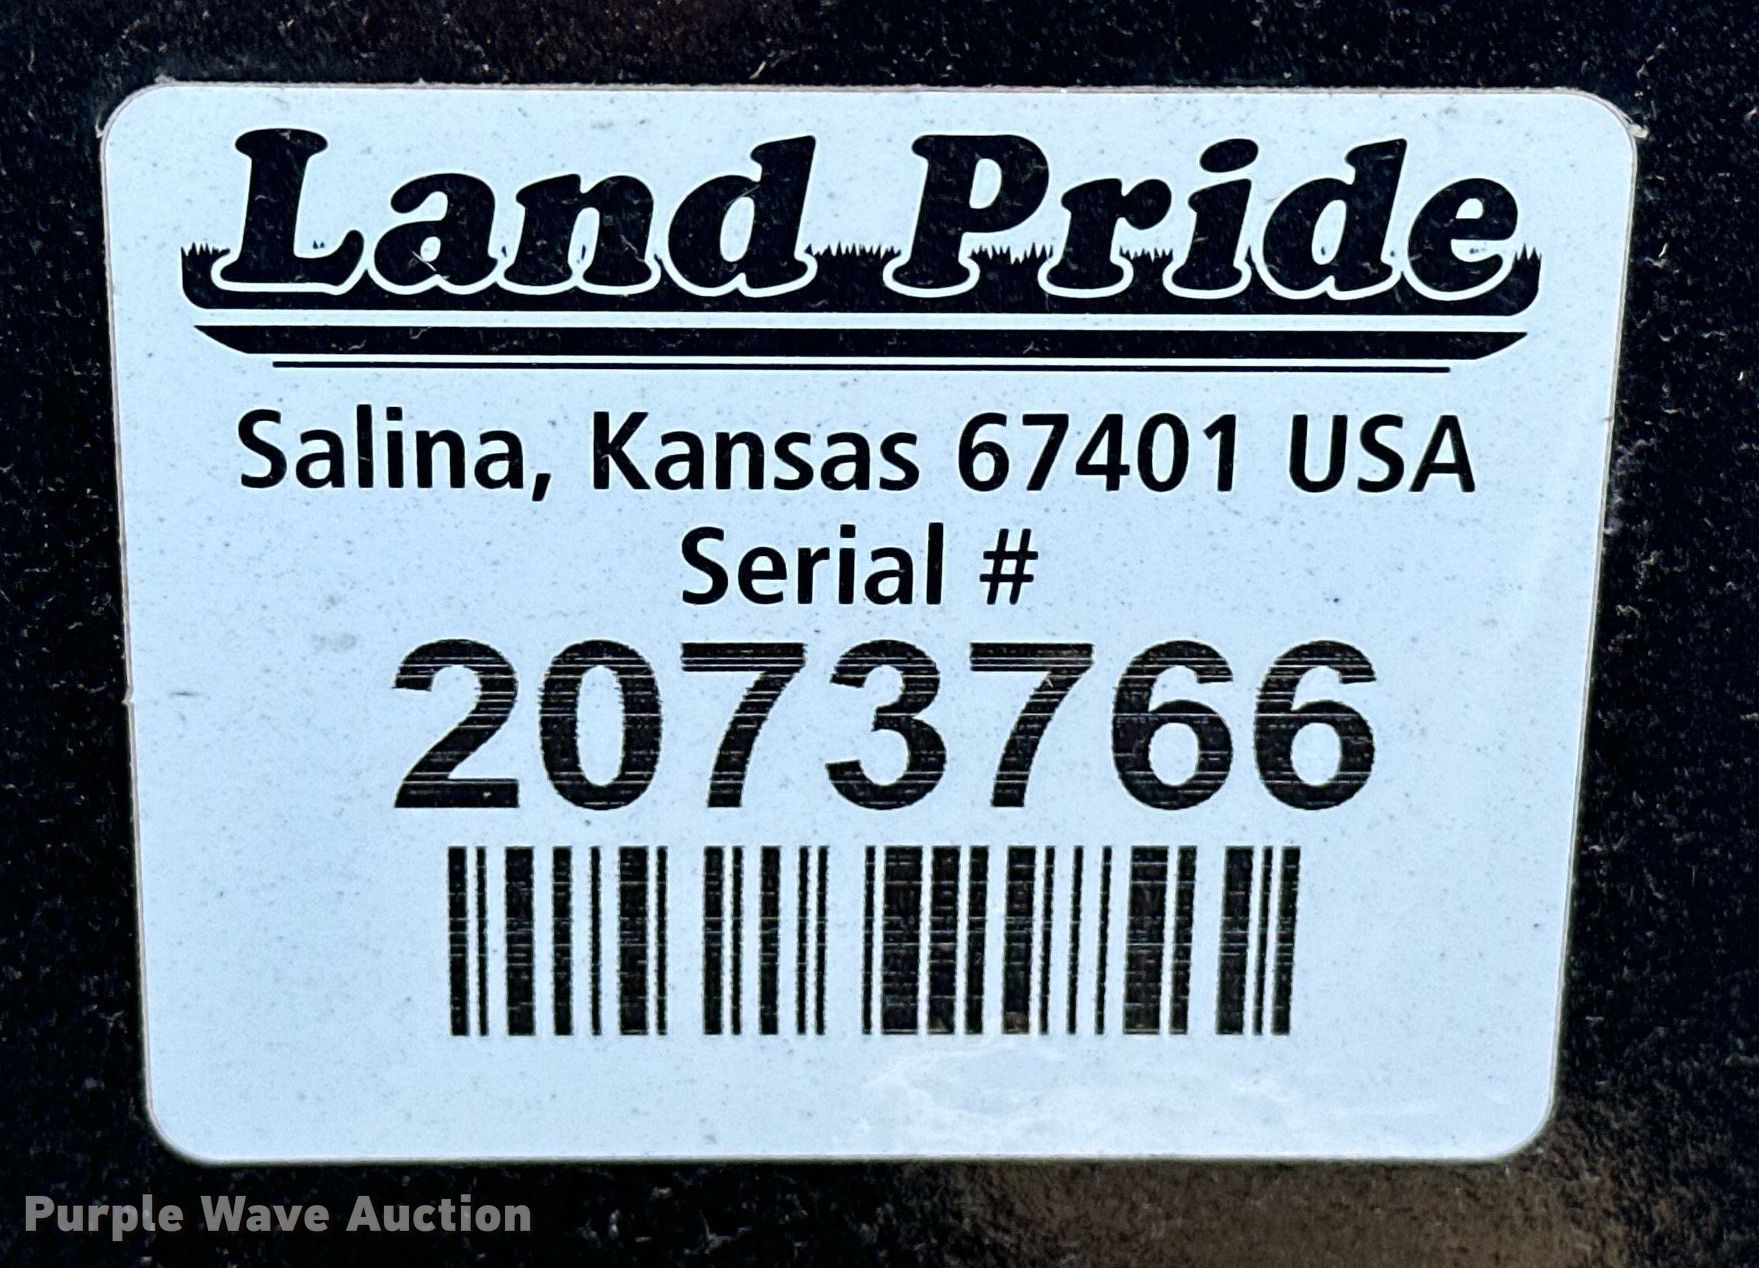 Land Pride
Salina, Kansas 67401 USA
Serial #
2073766
Purple Wave Auction